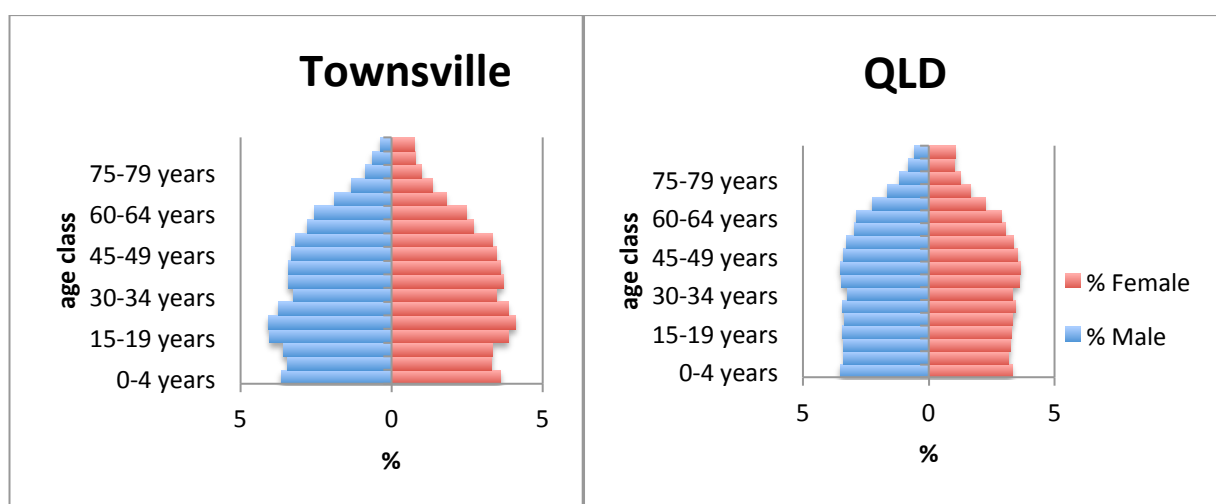 Townsville
age class
75-79 years
60-64 years
45-49 years
30-34 years
15-19 years
0-4 years
5 0 5
%
QLD
age class
75-79 years
60-64 years
45-49 years
30-34 years
15-19 years
0-4 years
5 0 5
%
% Female
% Male